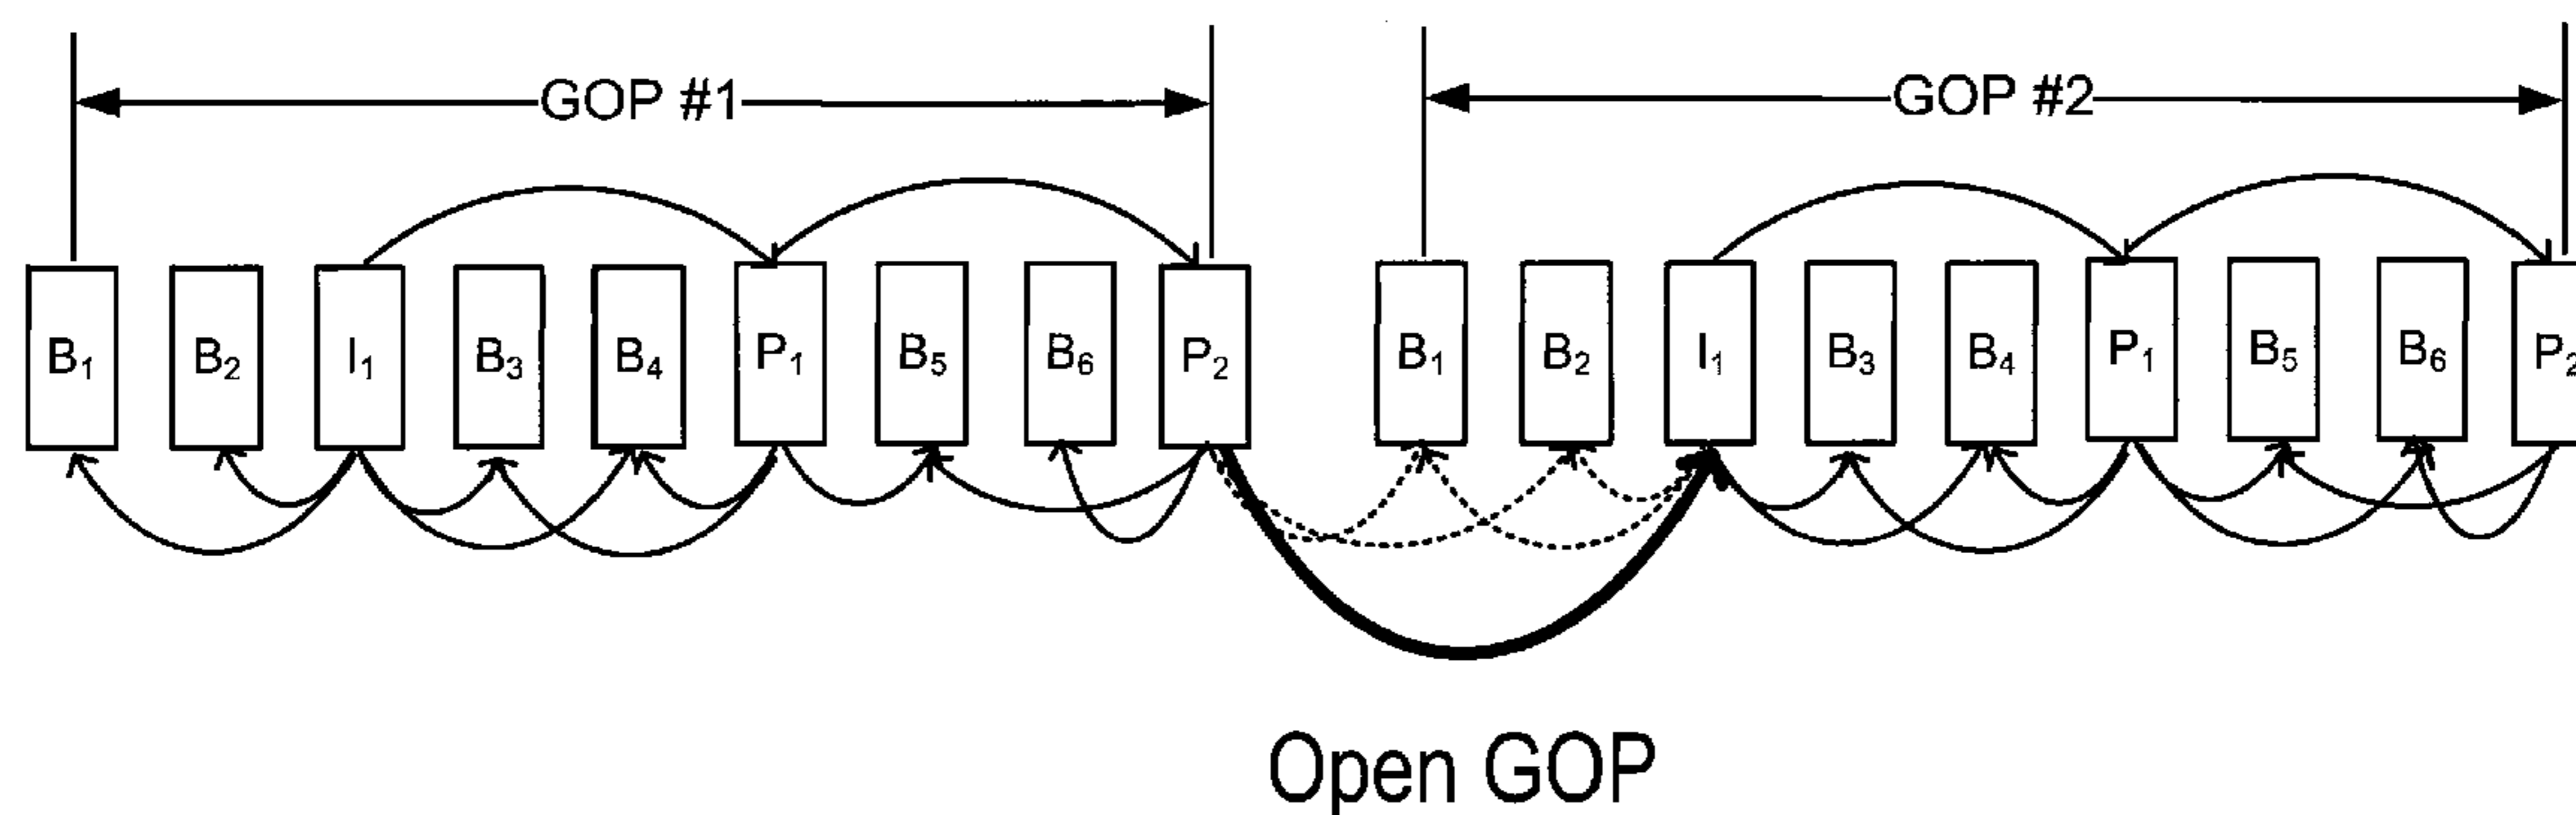 GOP #1 GOP #2
B₁ B₂ I₁ B₃ B₄ P₁ B₅ B₆ P₂ B₁ B₂ I₁ B₃ B₄ P₁ B₅ B₆ P₂
Open GOP